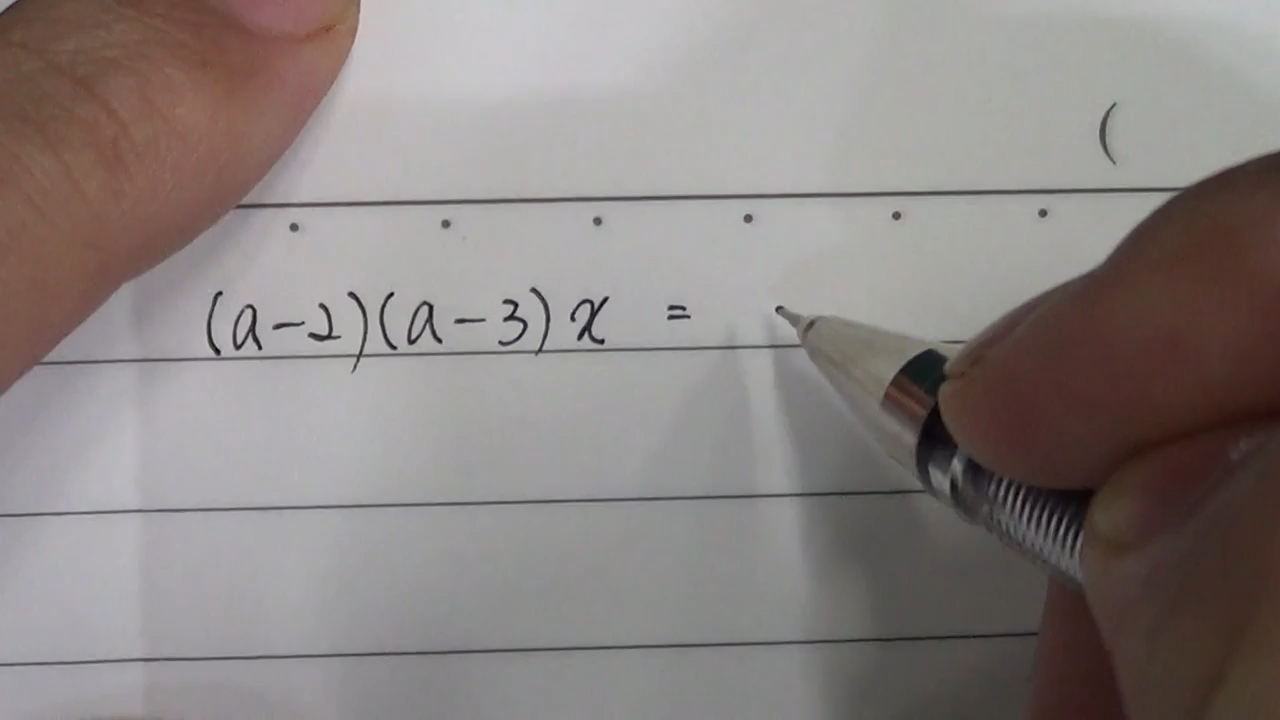 (
(a-2)(a-3)x =